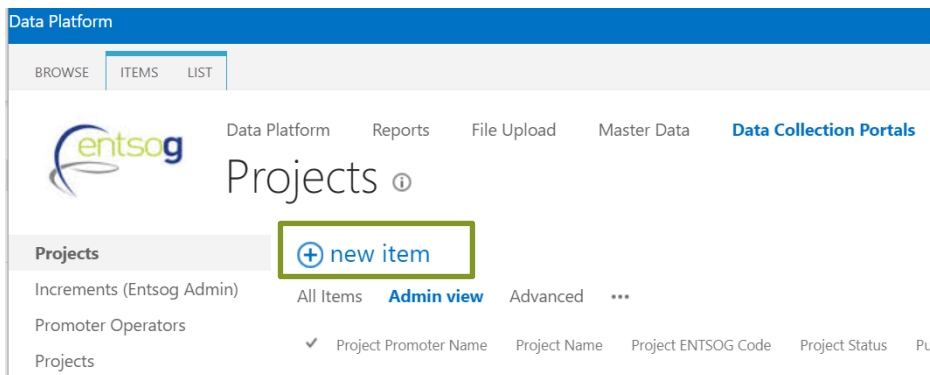 Data Platform
BROWSE ITEMS LIST
entsog
Data Platform Reports File Upload Master Data Data Collection Portals
Projects
Projects
Increments (Entsog Admin)
Promoter Operators
Projects
new item
All Items Admin view Advanced ...
Project Promoter Name Project Name Project ENTSOG Code Project Status Pu